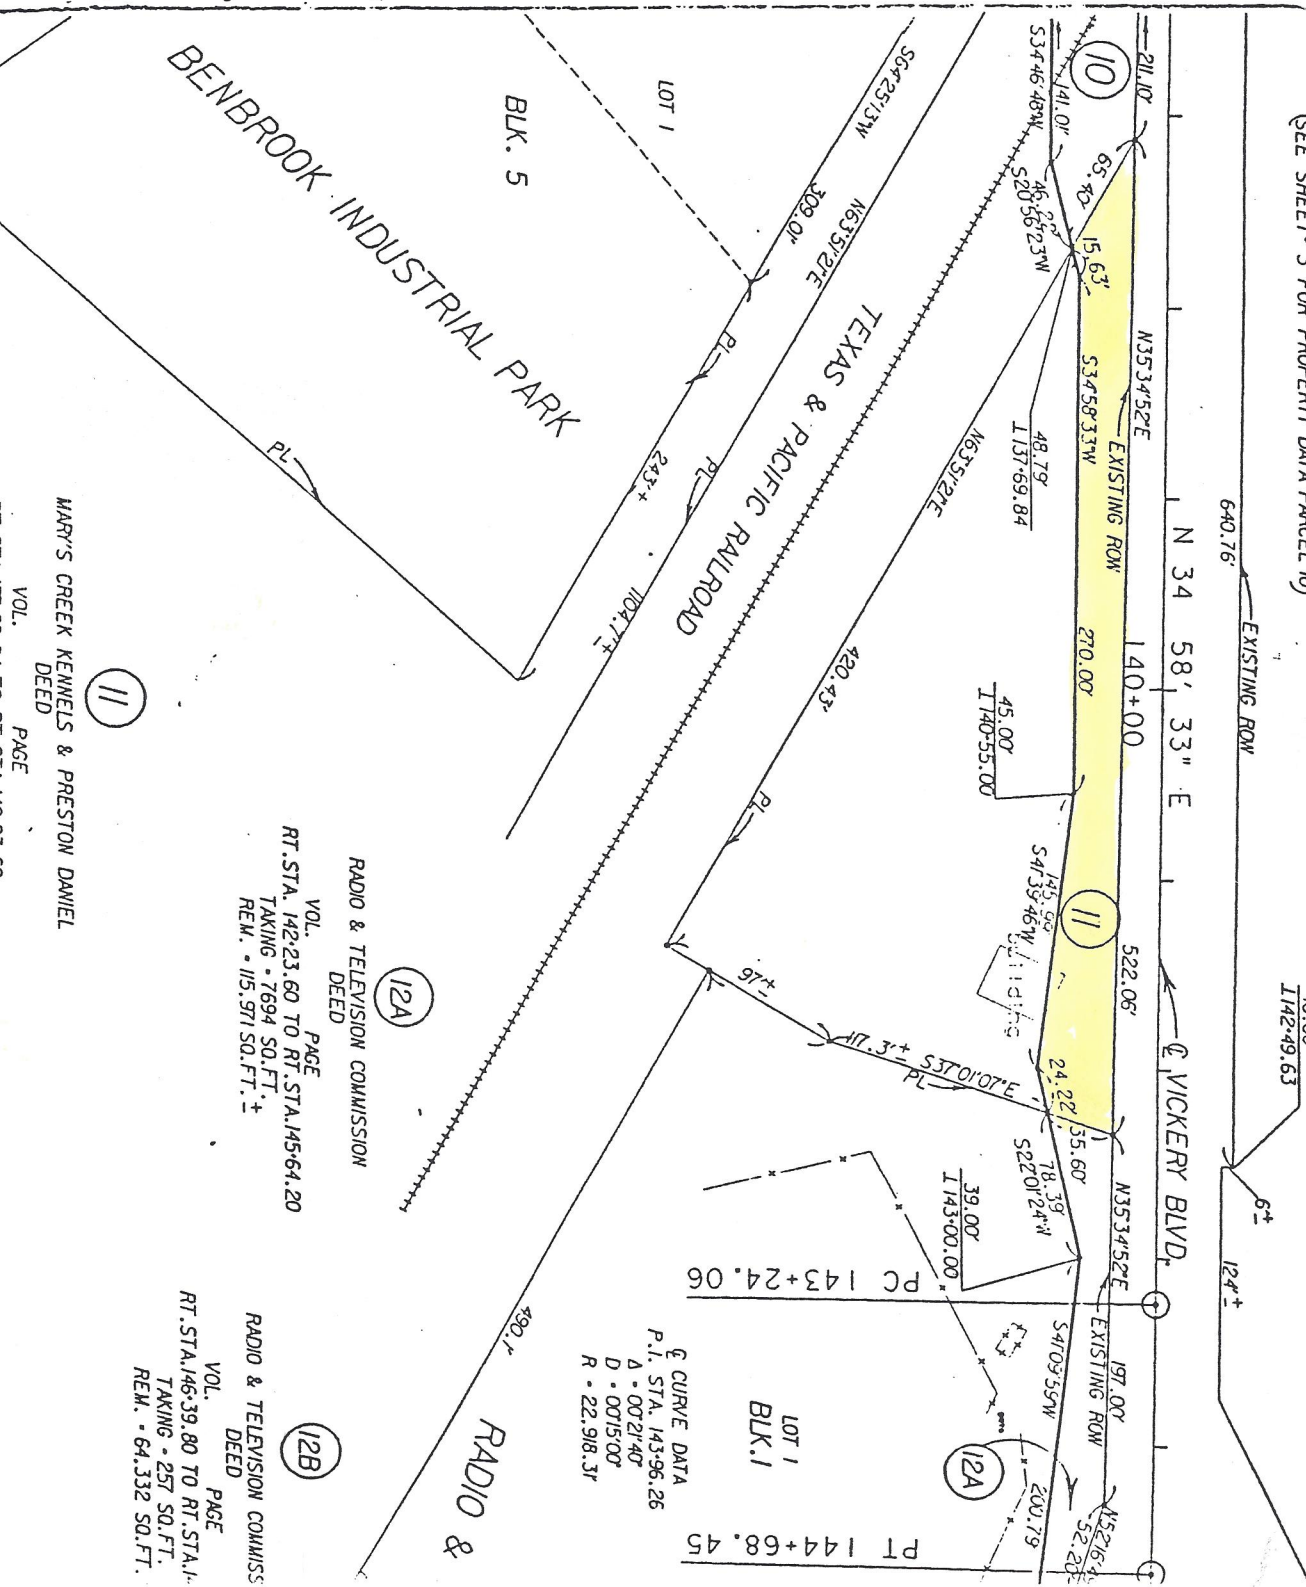 (SEE SHEET 3 FOR PROPERTY DATA PARCEL 10)
640.76'
EXISTING ROW
I 142+49.63
6'±
124'±
211.10'
N 34 58' 33" E
140+00
℄ VICKERY BLVD.
10
141.01'
S34°46'48"W
65.40'
46.26'
S20°56'23"W
15.63'
N35°34'52"E
EXISTING ROW
522.06'
S34°58'33"W
270.00'
48.79'
I 137+69.84
45.00'
I 140+55.00
11
S41°39'46"W
Building
24.22'
35.60'
N35°34'52"E
EXISTING ROW
197.00'
52.20'
78.39'
S22°01'24"W
S41°09'59"W
200.79'
39.00'
I 143+00.00
12A
PC 143+24.06
PT 144+68.45
LOT 1
BLK.1
℄ CURVE DATA
P.I. STA. 143+96.26
Δ = 00°21'40"
D = 00°15'00"
R = 22,918.31'
N63°51'21"E
420.43'
PL
97'±
117.3'±
S37°01'07"E
PL
490.1'
RADIO &
TEXAS & PACIFIC RAILROAD
N63°51'21"E
PL
1104.7'±
S64°25'13"W
309.01'
PL
243'±
LOT 1
BLK. 5
BENBROOK INDUSTRIAL PARK
PL
11
MARY'S CREEK KENNELS & PRESTON DANIEL
DEED
VOL. PAGE
12A
RADIO & TELEVISION COMMISSION
DEED
VOL. PAGE
RT.STA. 142+23.60 TO RT.STA.145+64.20
TAKING = 7694 SQ.FT.±
REM. = 115,971 SQ.FT.±
12B
RADIO & TELEVISION COMMISS
DEED
VOL. PAGE
RT.STA.146+39.80 TO RT.STA.1
TAKING = 257 SQ.FT.
REM. = 64,332 SQ.FT.